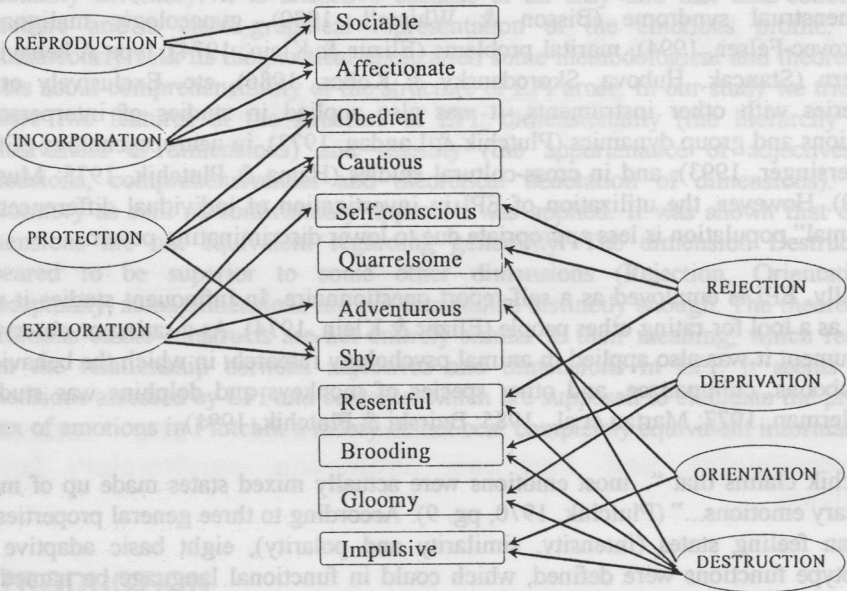 REPRODUCTION
INCORPORATION
PROTECTION
EXPLORATION
Sociable
Affectionate
Obedient
Cautious
Self-conscious
Quarrelsome
Adventurous
Shy
Resentful
Brooding
Glomy
Impulsive
REJECTION
DEPRIVATION
ORIENTATION
DESTRUCTION